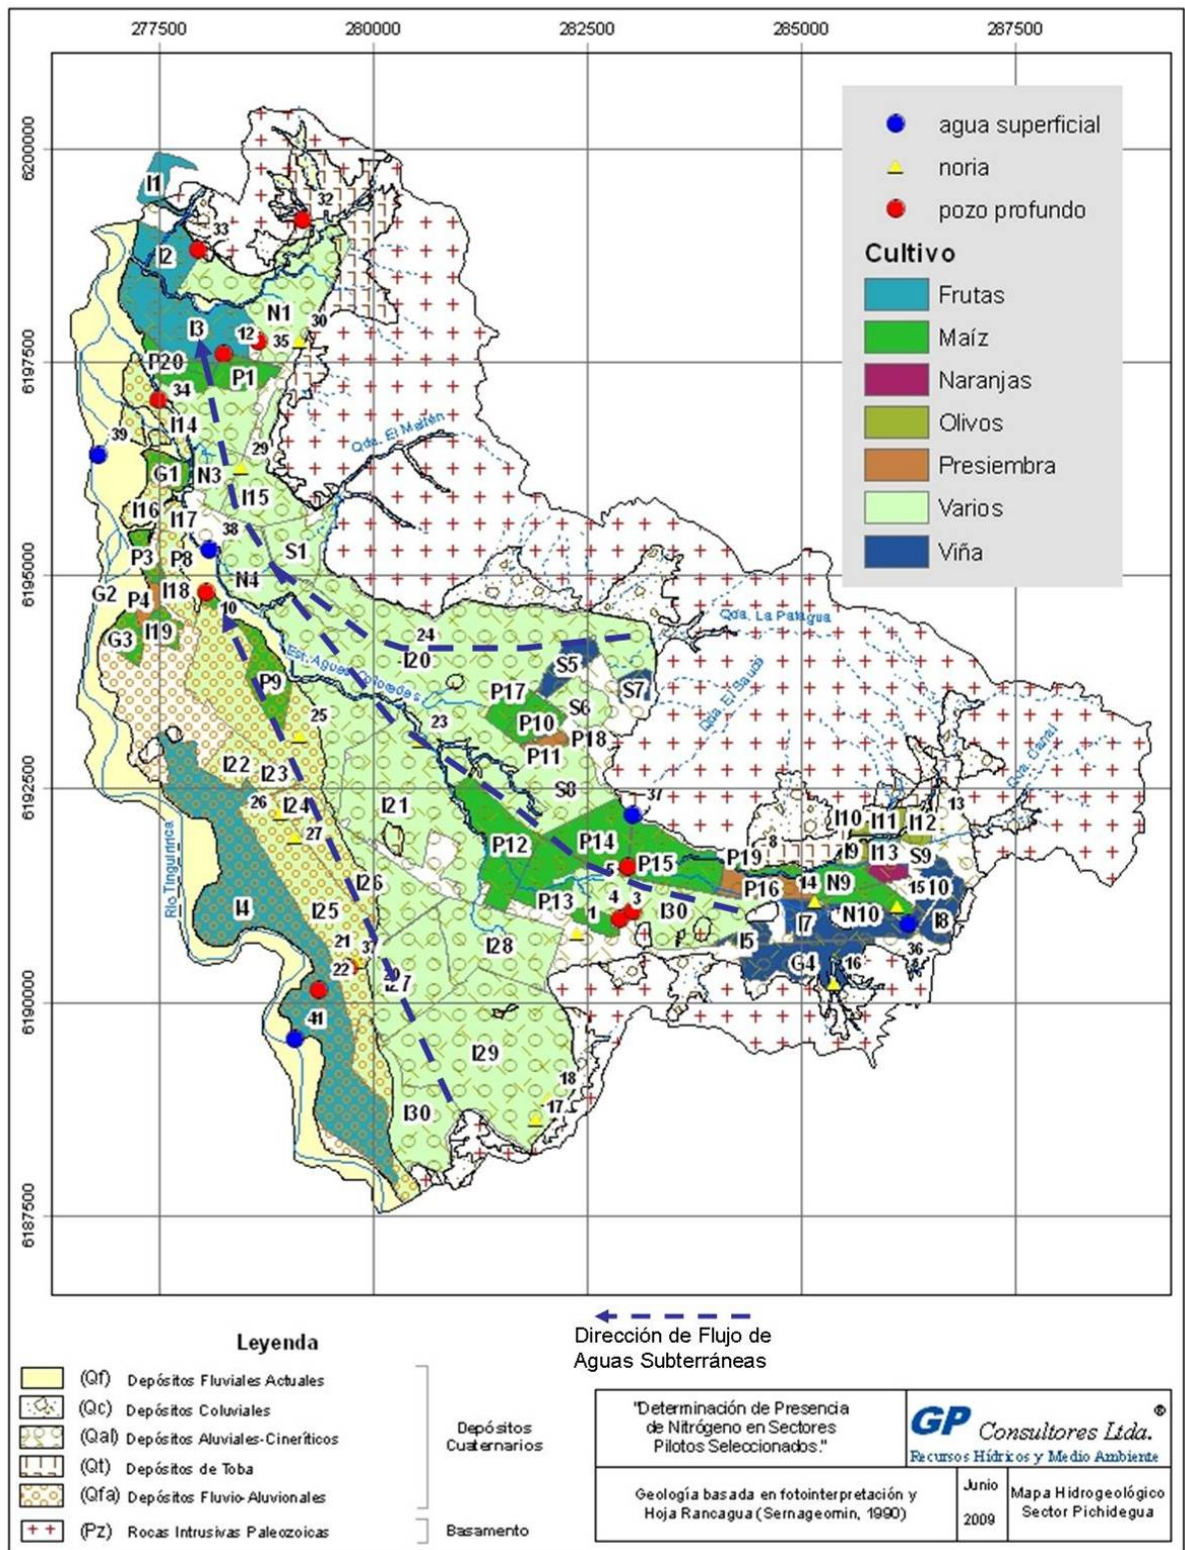 277500 280000 282500 285000 287500
6200000
6197500
6195000
6192500
6190000
6187500
agua superficial
noria
pozo profundo
Cultivo
Frutas
Maíz
Naranjas
Olivos
Presiembra
Varios
Viña
I1
32
33
I2
N1
30
I3
12
35
P20
P1
34
I14
39
29
Qda. El Mallén
G1
N3
I15
I16
I17
38
S1
P3
P8
N4
G2
I18
P4
10
G3
I19
24
Qda. La Patagua
I20
S5
Est. Aguas Coloradas
P9
S7
Qda. El Sauce
P17
S6
25
23
P10
P18
P11
Qda. Canal
I22
I23
S8
26
I24
I21
37
13
I10
I11
I12
27
P12
P14
8
I9
I13
S9
5
P15
P19
Río Tinguiririca
I26
P16
14
N9
15
I4
P13
4
3
I30
N10
I25
1
I7
I8
21
I28
I5
22
G4
16
36
41
I29
18
17
I30
Dirección de Flujo de
Aguas Subterráneas
Leyenda
(Qf) Depósitos Fluviales Actuales
(Qc) Depósitos Coluviales
(Qal) Depósitos Aluviales-Cineríticos
(Qt) Depósitos de Toba
(Qfa) Depósitos Fluvio-Aluvionales
Depósitos
Cuaternarios
(Pz) Rocas Intrusivas Paleozoicas
Basamento
"Determinación de Presencia
de Nitrógeno en Sectores
Pilotos Seleccionados."
GP Consultores Ltda. ®
Recursos Hídricos y Medio Ambiente
Geología basada en fotointerpretación y
Hoja Rancagua (Sernageomin, 1990)
Junio
2009
Mapa Hidrogeológico
Sector Pichidegua